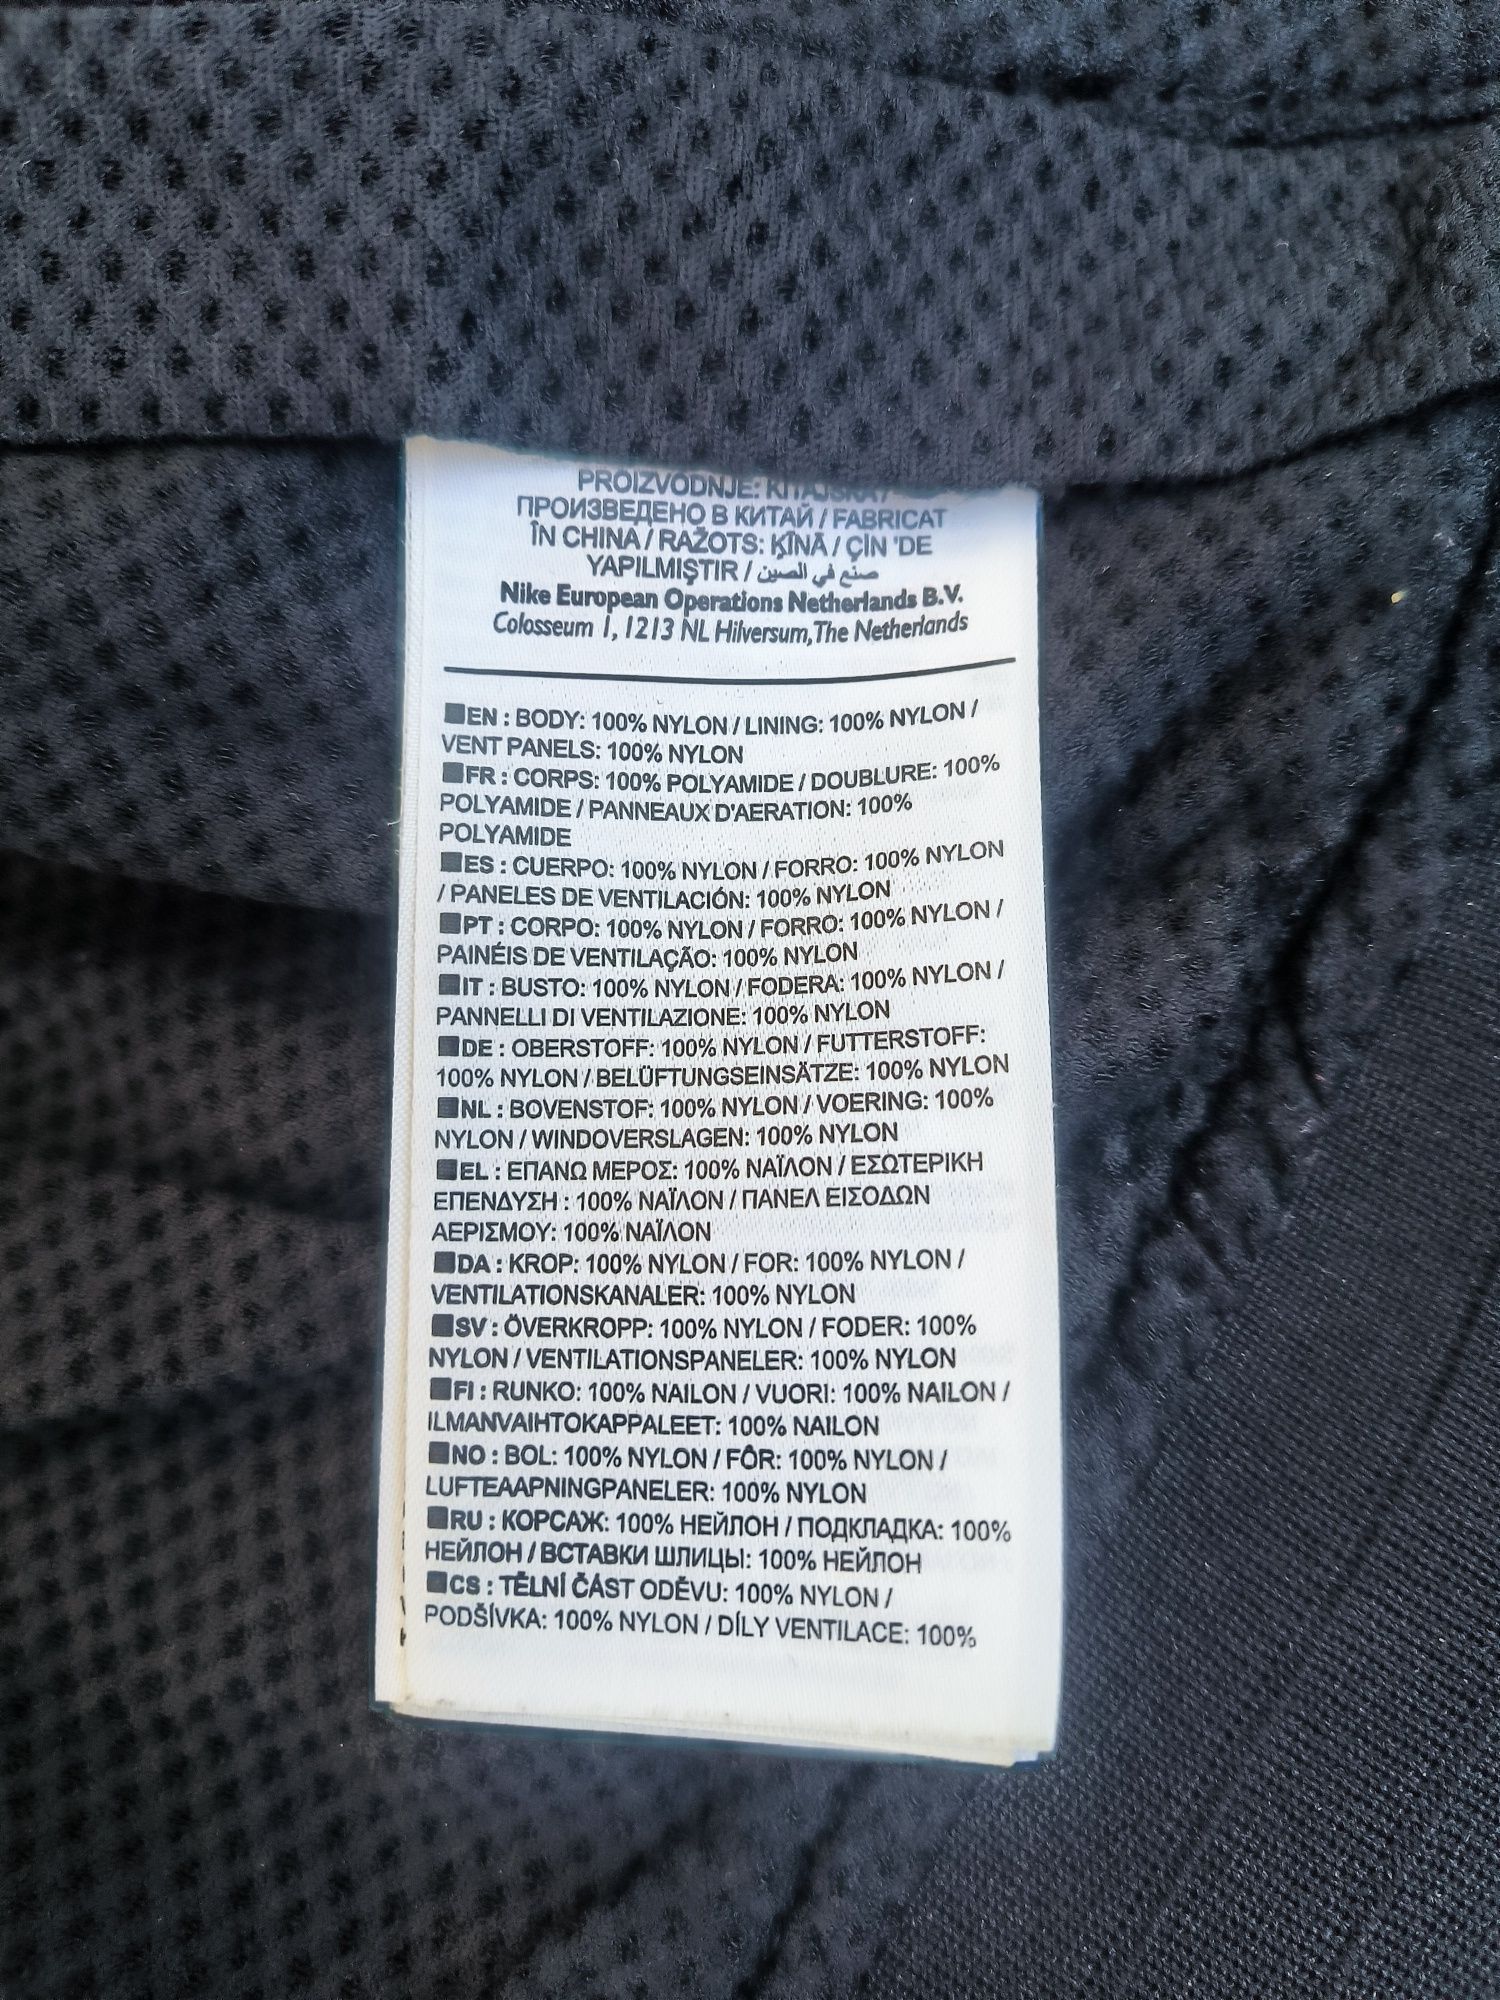 PROIZVODNJE: KITAJSKA /
ПРОИЗВЕДЕНО В КИТАЙ / FABRICAT
ÎN CHINA / RAŽOTS: ĶĪNĀ / ÇIN 'DE
YAPILMIŞTIR / صنع في الصين
Nike European Operations Netherlands B.V.
Colosseum 1, 1213 NL Hilversum, The Netherlands
■EN : BODY: 100% NYLON / LINING: 100% NYLON /
VENT PANELS: 100% NYLON
■FR : CORPS: 100% POLYAMIDE / DOUBLURE: 100%
POLYAMIDE / PANNEAUX D'AERATION: 100%
POLYAMIDE
■ES : CUERPO: 100% NYLON / FORRO: 100% NYLON
/ PANELES DE VENTILACIÓN: 100% NYLON
■PT : CORPO: 100% NYLON / FORRO: 100% NYLON /
PAINÉIS DE VENTILAÇÃO: 100% NYLON
■IT : BUSTO: 100% NYLON / FODERA: 100% NYLON /
PANNELLI DI VENTILAZIONE: 100% NYLON
■DE : OBERSTOFF: 100% NYLON / FUTTERSTOFF:
100% NYLON / BELÜFTUNGSEINSÄTZE: 100% NYLON
■NL : BOVENSTOF: 100% NYLON / VOERING: 100%
NYLON / WINDOVERSLAGEN: 100% NYLON
■EL : ΕΠΑΝΩ ΜΕΡΟΣ: 100% ΝΑΪΛΟΝ / ΕΣΩΤΕΡΙΚΗ
ΕΠΕΝΔΥΣΗ : 100% ΝΑΪΛΟΝ / ΠΑΝΕΛ ΕΙΣΟΔΩΝ
ΑΕΡΙΣΜΟΥ: 100% ΝΑΪΛΟΝ
■DA : KROP: 100% NYLON / FOR: 100% NYLON /
VENTILATIONSKANALER: 100% NYLON
■SV : ÖVERKROPP: 100% NYLON / FODER: 100%
NYLON / VENTILATIONSPANELER: 100% NYLON
■FI : RUNKO: 100% NAILON / VUORI: 100% NAILON /
ILMANVAIHTOKAPPALEET: 100% NAILON
■NO : BOL: 100% NYLON / FÔR: 100% NYLON /
LUFTEAAPNINGPANELER: 100% NYLON
■RU : КОРСАЖ: 100% НЕЙЛОН / ПОДКЛАДКА: 100%
НЕЙЛОН / ВСТАВКИ ШЛИЦЫ: 100% НЕЙЛОН
■CS : TĚLNÍ ČÁST ODĚVU: 100% NYLON /
PODŠÍVKA: 100% NYLON / DÍLY VENTILACE: 100%